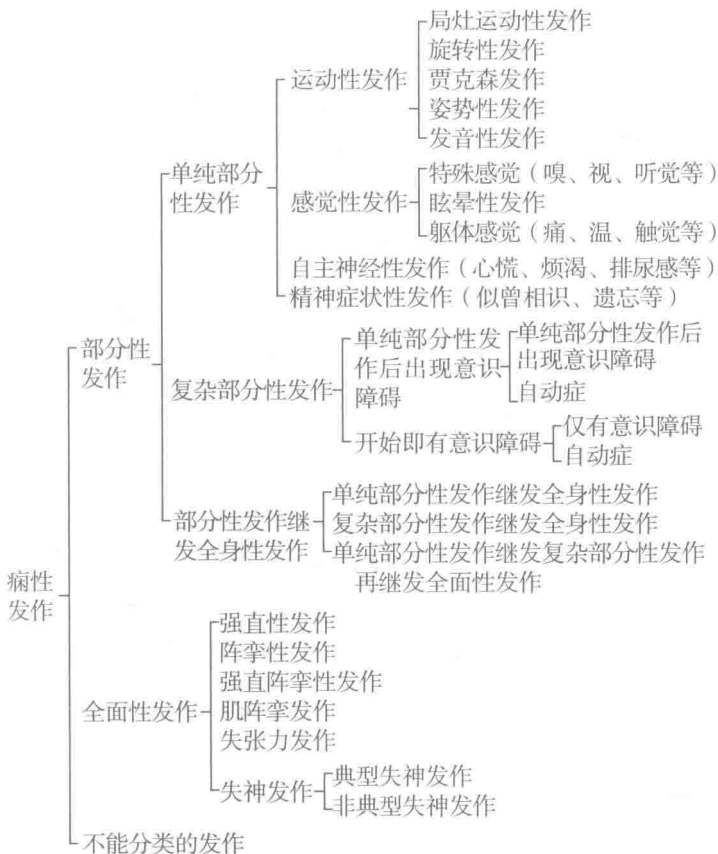 局灶运动性发作
旋转性发作
运动性发作
贾克森发作
姿势性发作
发音性发作
单纯部分
性发作
特殊感觉（嗅、视、听觉等）
感觉性发作
眩晕性发作
躯体感觉（痛、温、触觉等）
自主神经性发作（心慌、烦渴、排尿感等）
精神症状性发作（似曾相识、遗忘等）
部分性
发作
复杂部分性发作
单纯部分性发
作后出现意识
障碍
单纯部分性发作后
出现意识障碍
自动症
开始即有意识障碍
仅有意识障碍
自动症
部分性发作继
发全身性发作
单纯部分性发作继发全身性发作
复杂部分性发作继发全身性发作
单纯部分性发作继发复杂部分性发作
再继发全面性发作
痫性
发作
全面性发作
强直性发作
阵挛性发作
强直阵挛性发作
肌阵挛发作
失张力发作
失神发作
典型失神发作
非典型失神发作
不能分类的发作